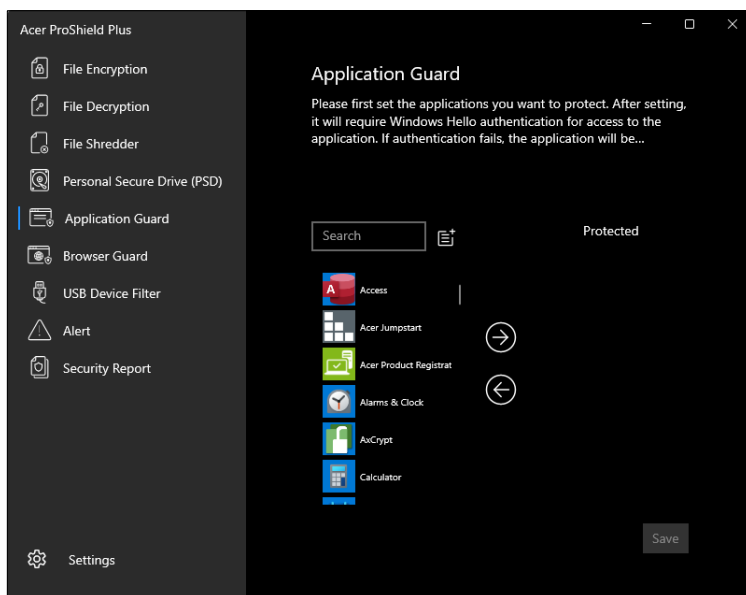 Acer ProShield Plus
File Encryption
File Decryption
File Shredder
Personal Secure Drive (PSD)
Application Guard
Browser Guard
USB Device Filter
Alert
Security Report
Settings
Application Guard
Please first set the applications you want to protect. After setting,
it will require Windows Hello authentication for access to the
application. If authentication fails, the application will be...
Search
Protected
A
Access
Acer Jumpstart
Acer Product Registrat
Alarms & Clock
AxCrypt
Calculator
Save